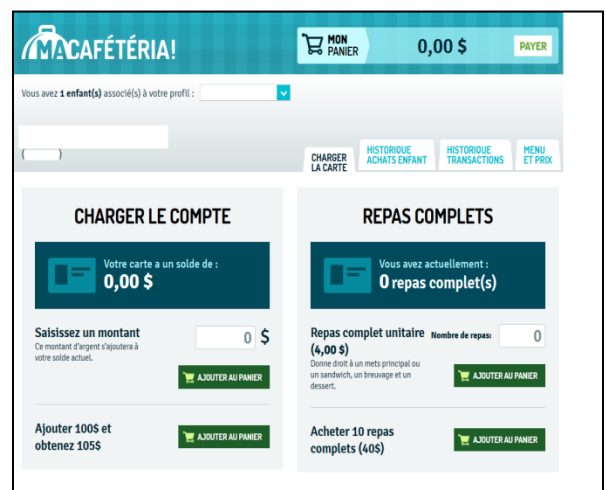 MACAFÉTÉRIA!
MON
PANIER
0,00 $
PAYER
Vous avez 1 enfant(s) associé(s) à votre profil :
( )
CHARGER
LA CARTE
HISTORIQUE
ACHATS ENFANT
HISTORIQUE
TRANSACTIONS
MENU
ET PRIX
CHARGER LE COMPTE
Votre carte a un solde de :
0,00 $
Saisissez un montant
Ce montant d'argent s'ajoutera à
votre solde actuel.
0 $
AJOUTER AU PANIER
Ajouter 100$ et
obtenez 105$
AJOUTER AU PANIER
REPAS COMPLETS
Vous avez actuellement :
0 repas complet(s)
Repas complet unitaire
(4,00 $)
Donne droit à un mets principal ou
un sandwich, un breuvage et un
dessert.
Nombre de repas:
0
AJOUTER AU PANIER
Acheter 10 repas
complets (40$)
AJOUTER AU PANIER